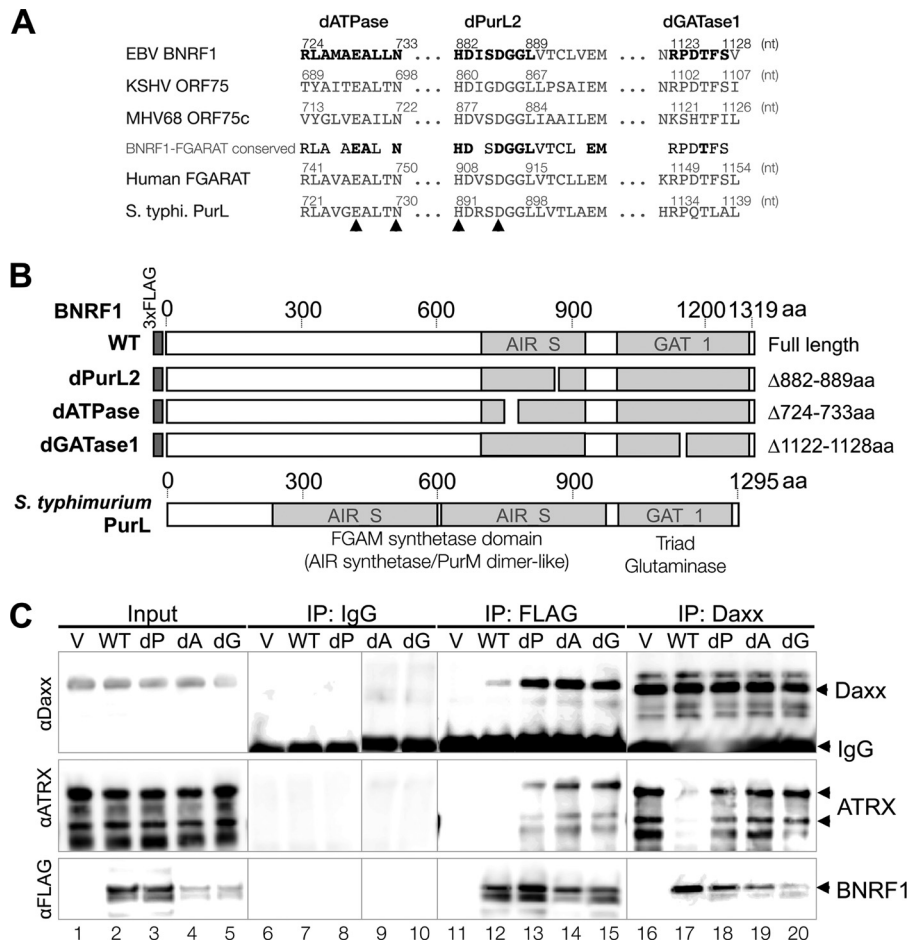 A
dATPase dPurL2 dGATase1
724 733 882 889 1123 1128 (nt)
EBV BNRF1 RLAMAEALLN ... HDISDGGLVTCLVEM ... NRPDTFSV
689 698 860 867 1102 1107 (nt)
KSHV ORF75 TYAITEALTN ... HDIGDGGLLPSAIEM ... NRPDTFSI
713 722 877 884 1121 1126 (nt)
MHV68 ORF75c VYGLVEAILN ... HDVSDGGLIAAILEM ... NKSHTFIL
BNRF1-FGARAT conserved RLA AEAL N HD SDGGLVTCL EM RPDTFS
741 750 908 915 1149 1154 (nt)
Human FGARAT RLAVAEALTN ... HDVSDGGLVTCLLEM ... KRPDTFSL
721 730 891 898 1134 1139 (nt)
S. typhi. PurL RLAVGEALTN ... HDRSDGGLVTLAEM ... HRPQTLAL
B
3xFLAG
BNRF1 0 300 600 900 1200 1319 aa
WT AIR S GAT 1 Full length
dPurL2 Δ882-889aa
dATPase Δ724-733aa
dGATase1 Δ1122-1128aa
0 300 600 900 1295 aa
S. typhimurium
PurL AIR S AIR S GAT 1
FGAM synthetase domain
(AIR synthetase/PurM dimer-like)
Triad
Glutaminase
C
Input IP: IgG IP: FLAG IP: Daxx
V WT dP dA dG V WT dP dA dG V WT dP dA dG V WT dP dA dG
αDaxx Daxx
IgG
αATRX ATRX
αFLAG BNRF1
1 2 3 4 5 6 7 8 9 10 11 12 13 14 15 16 17 18 19 20